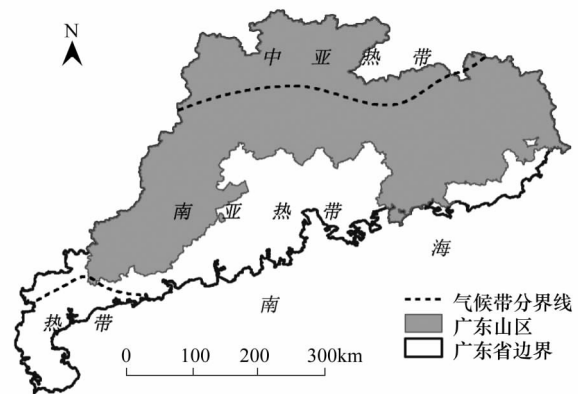 N
中亚热带
南亚热带
海
南
热带
气候带分界线
广东山区
广东省边界
0 100 200 300km